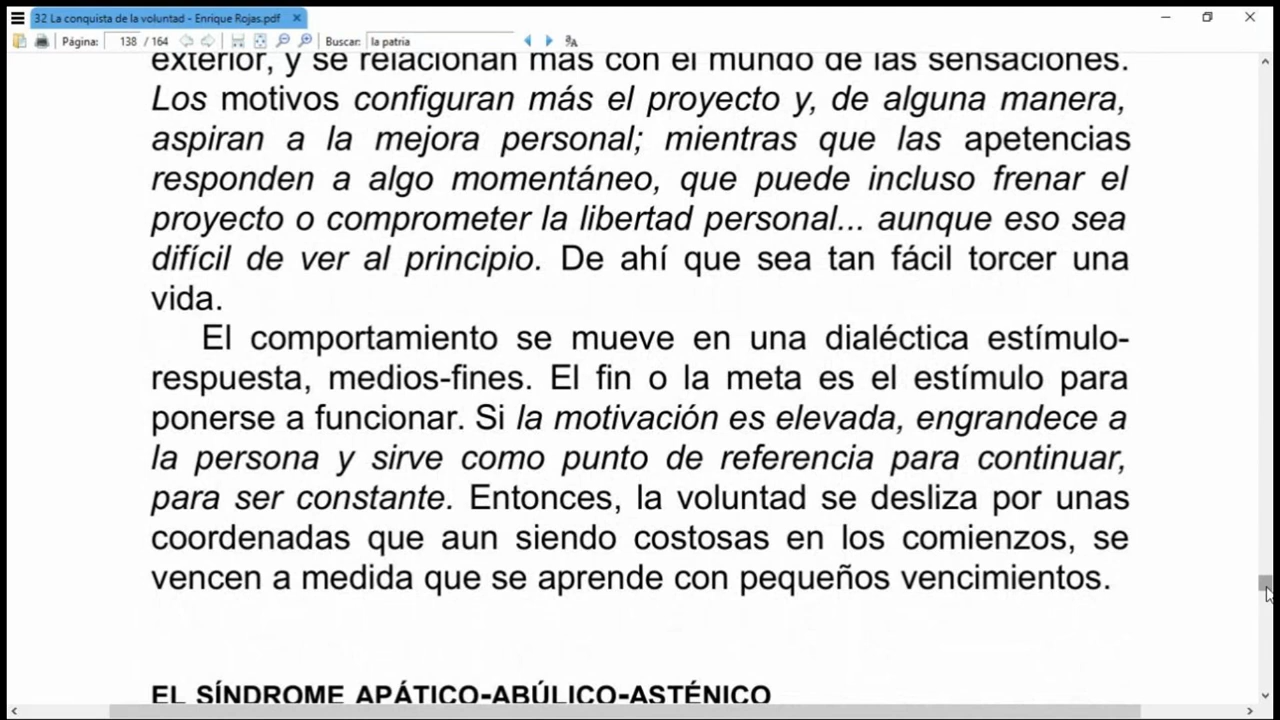 32 La conquista de la voluntad - Enrique Rojas.pdf
Página: 138 / 164 Buscar: la patria
exterior, y se relacionan más con el mundo de las sensaciones.
Los motivos configuran más el proyecto y, de alguna manera,
aspiran a la mejora personal; mientras que las apetencias
responden a algo momentáneo, que puede incluso frenar el
proyecto o comprometer la libertad personal... aunque eso sea
difícil de ver al principio. De ahí que sea tan fácil torcer una
vida.
El comportamiento se mueve en una dialéctica estímulo-
respuesta, medios-fines. El fin o la meta es el estímulo para
ponerse a funcionar. Si la motivación es elevada, engrandece a
la persona y sirve como punto de referencia para continuar,
para ser constante. Entonces, la voluntad se desliza por unas
coordenadas que aun siendo costosas en los comienzos, se
vencen a medida que se aprende con pequeños vencimientos.
EL SÍNDROME APÁTICO-ABÚLICO-ASTÉNICO